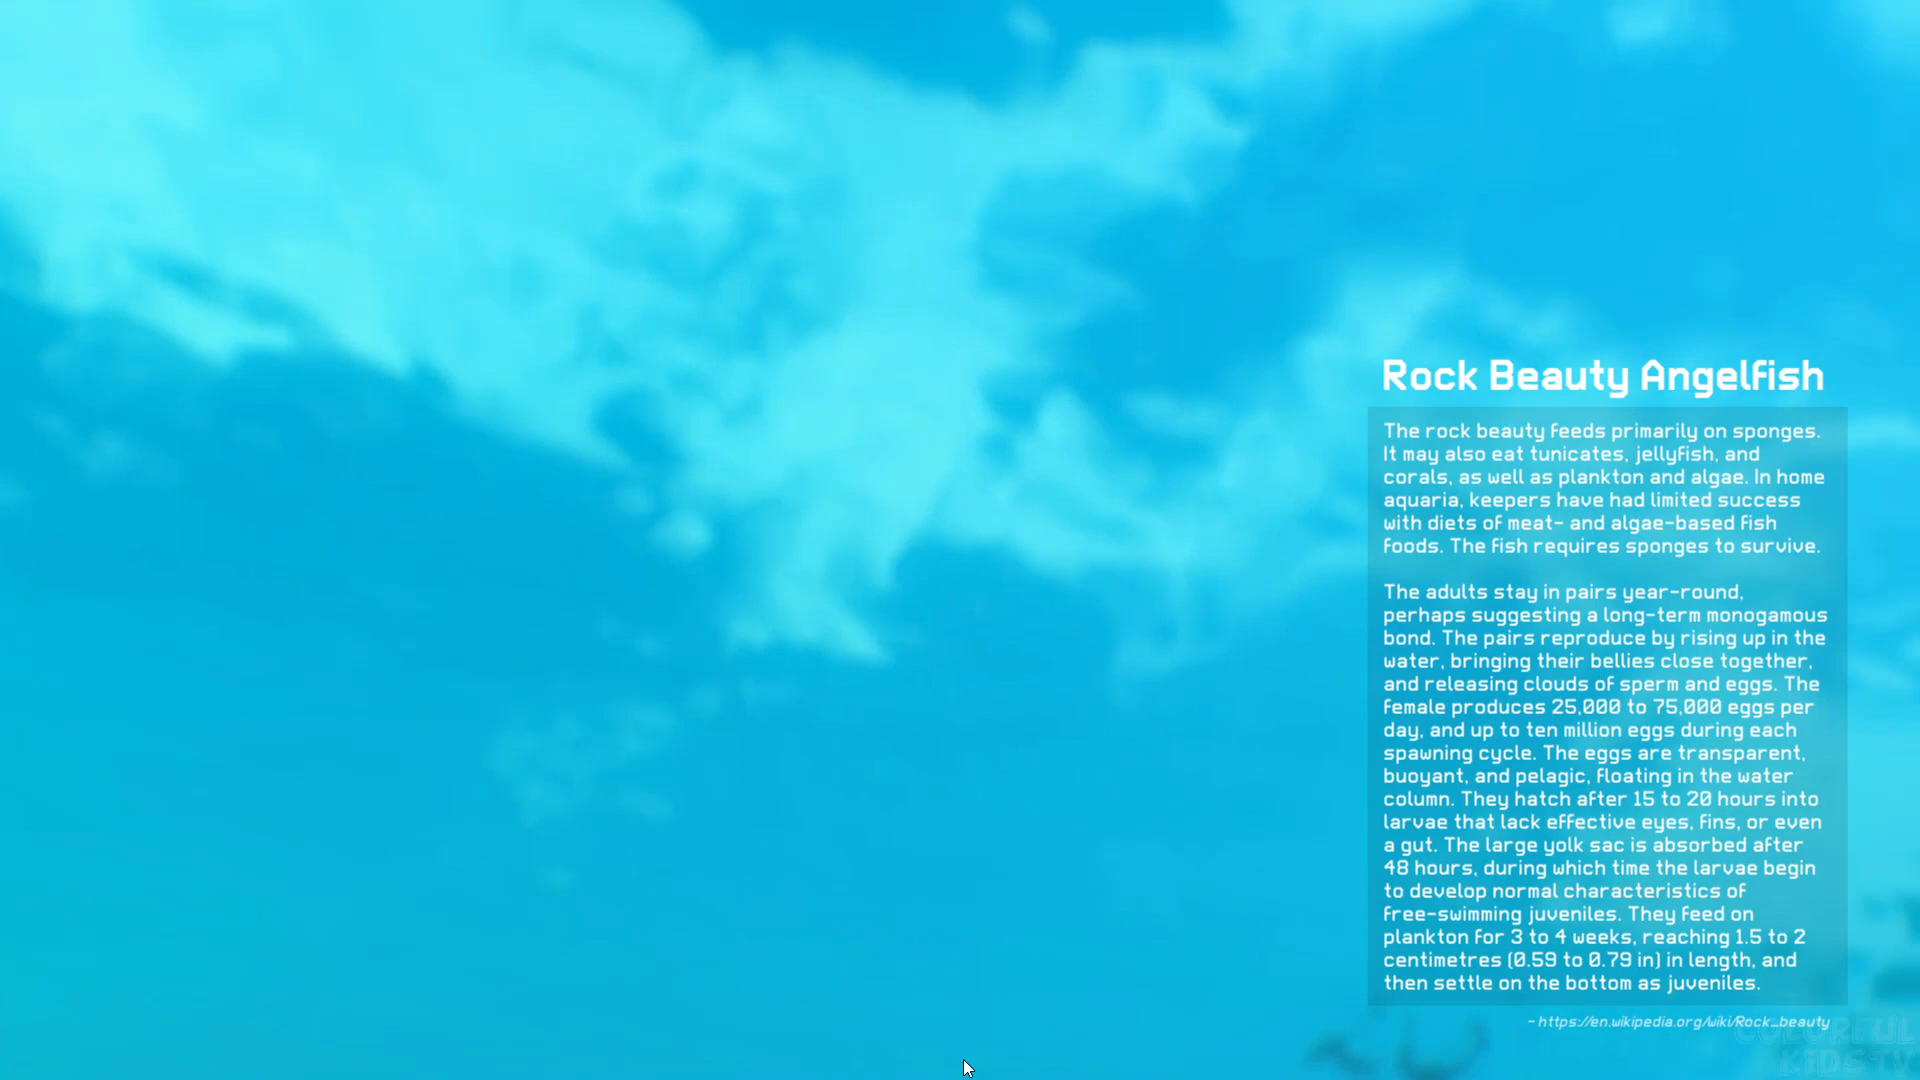 Rock Beauty Angelfish
The rock beauty feeds primarily on sponges.
It may also eat tunicates, jellyfish, and
corals, as well as plankton and algae. In home
aquaria, keepers have had limited success
with diets of meat- and algae-based fish
foods. The fish requires sponges to survive.
The adults stay in pairs year-round,
perhaps suggesting a long-term monogamous
bond. The pairs reproduce by rising up in the
water, bringing their bellies close together,
and releasing clouds of sperm and eggs. The
female produces 25,000 to 75,000 eggs per
day, and up to ten million eggs during each
spawning cycle. The eggs are transparent,
buoyant, and pelagic, floating in the water
column. They hatch after 15 to 20 hours into
larvae that lack effective eyes, fins, or even
a gut. The large yolk sac is absorbed after
48 hours, during which time the larvae begin
to develop normal characteristics of
free-swimming juveniles. They feed on
plankton for 3 to 4 weeks, reaching 1.5 to 2
centimetres (0.59 to 0.79 in) in length, and
then settle on the bottom as juveniles.
- https://en.wikipedia.org/wiki/Rock_beauty
COLORFUL
KIDS TV